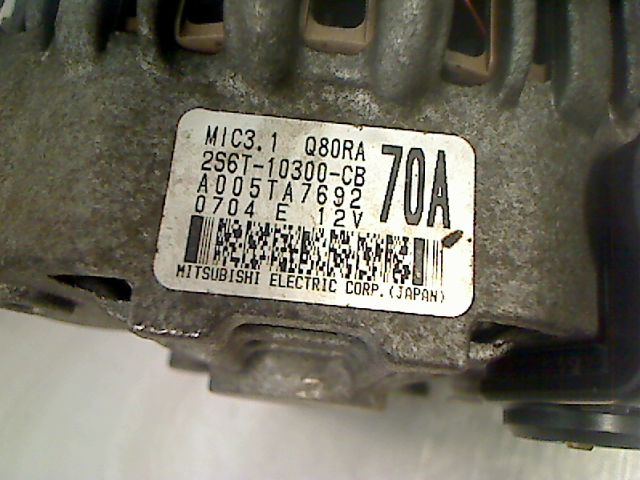 MIC3.1 Q80RA
2S6T-10300-CB
A005TA7692
70A
0704 E 12V
MITSUBISHI ELECTRIC CORP.(JAPAN)